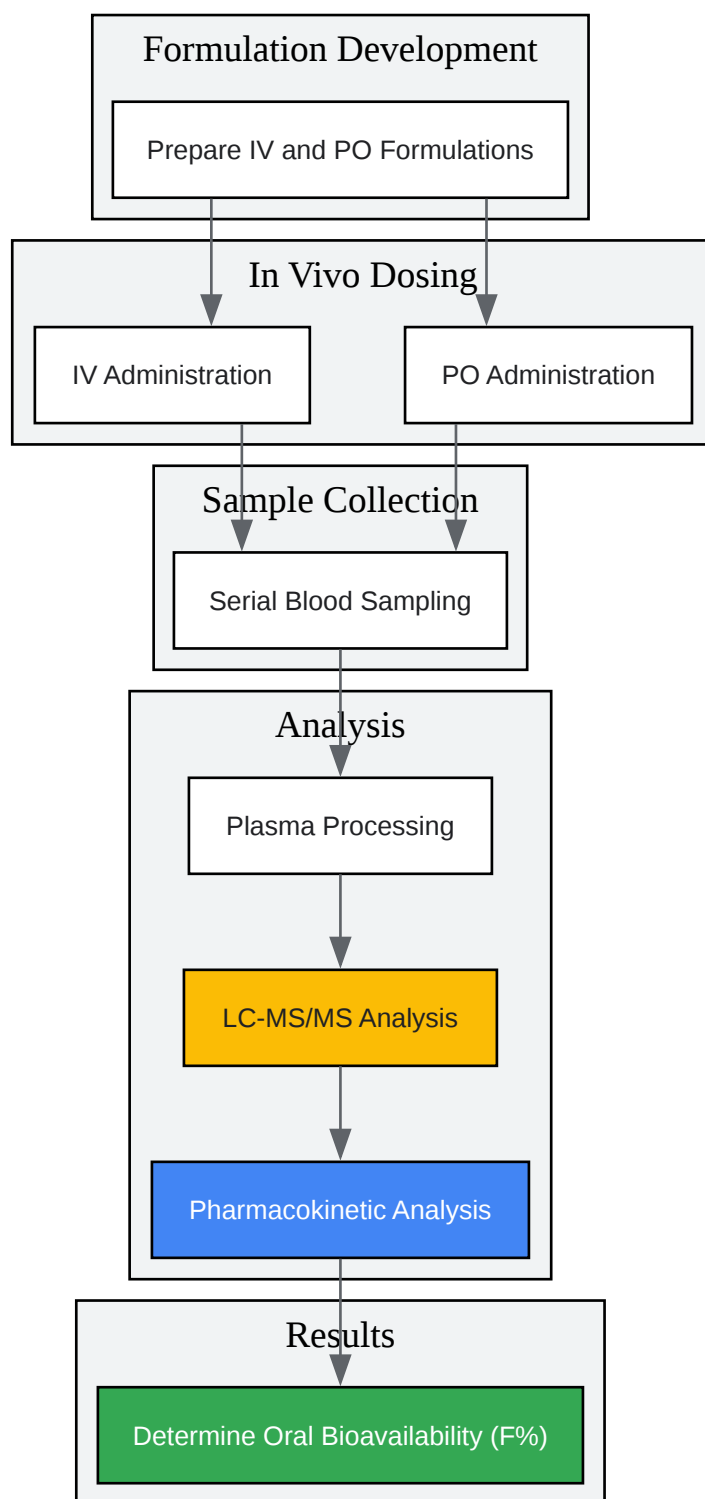 Formulation Development
Prepare IV and PO Formulations
In Vivo Dosing
IV Administration
PO Administration
Sample Collection
Serial Blood Sampling
Analysis
Plasma Processing
LC-MS/MS Analysis
Pharmacokinetic Analysis
Results
Determine Oral Bioavailability (F%)